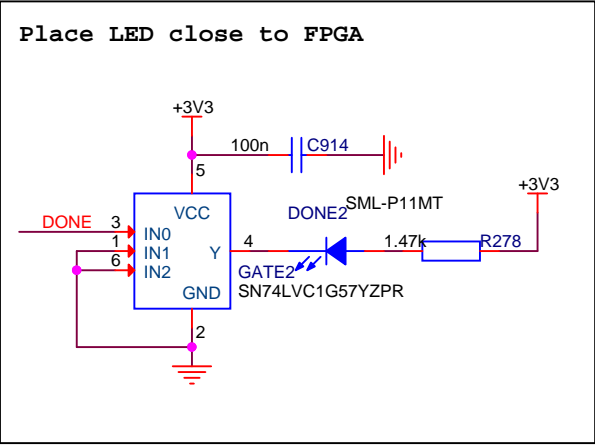 Place LED close to FPGA
+3V3
100n C914
5
+3V3
SML-P11MT
DONE2
VCC
DONE 3
IN0
1
IN1
6
IN2
Y
4
1.47k R278
GATE2
GND
SN74LVC1G57YZPR
2